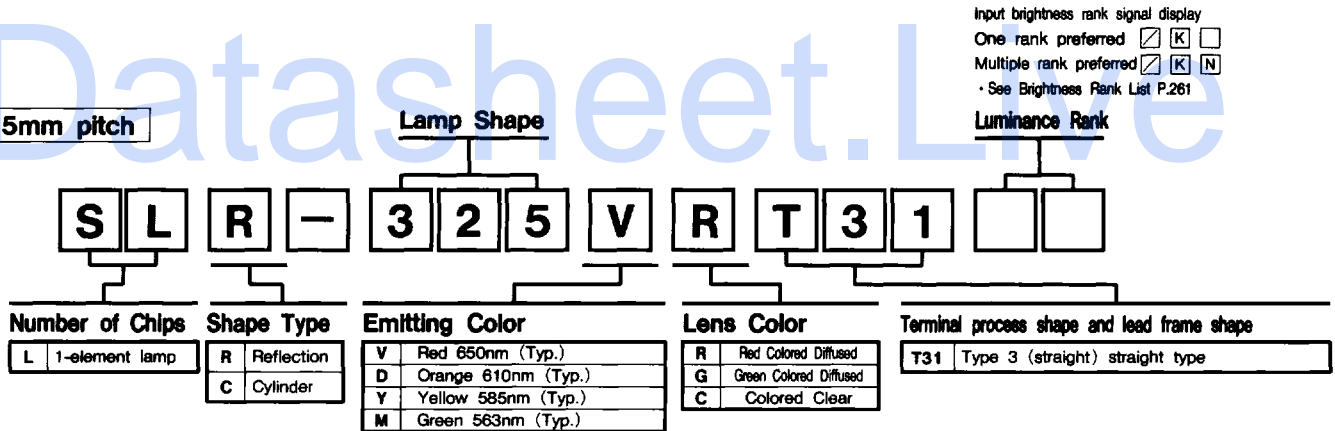 Input brightness rank signal display
One rank preferred ╱ K
Multiple rank preferred ╱ K N
・See Brightness Rank List P.261
5mm pitch
Lamp Shape
Luminance Rank
Datasheet.Live
S L R — 3 2 5 V R T 3 1
Number of Chips
L 1-element lamp
Shape Type
R Reflection
C Cylinder
Emitting Color
V Red 650nm (Typ.)
D Orange 610nm (Typ.)
Y Yellow 585nm (Typ.)
M Green 563nm (Typ.)
Lens Color
R Red Colored Diffused
G Green Colored Diffused
C Colored Clear
Terminal process shape and lead frame shape
T31 Type 3 (straight) straight type